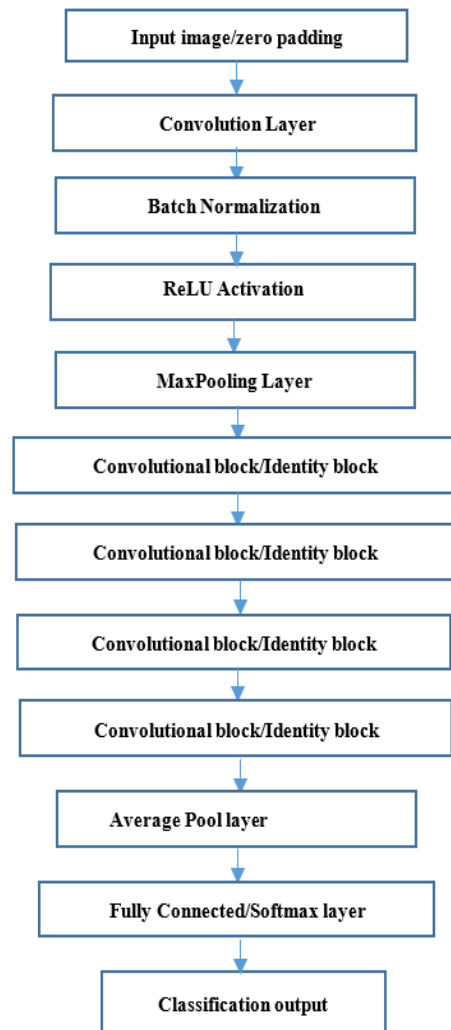 Input image/zero padding
Convolution Layer
Batch Normalization
ReLU Activation
MaxPooling Layer
Convolutional block/Identity block
Convolutional block/Identity block
Convolutional block/Identity block
Convolutional block/Identity block
Average Pool layer
Fully Connected/Softmax layer
Classification output